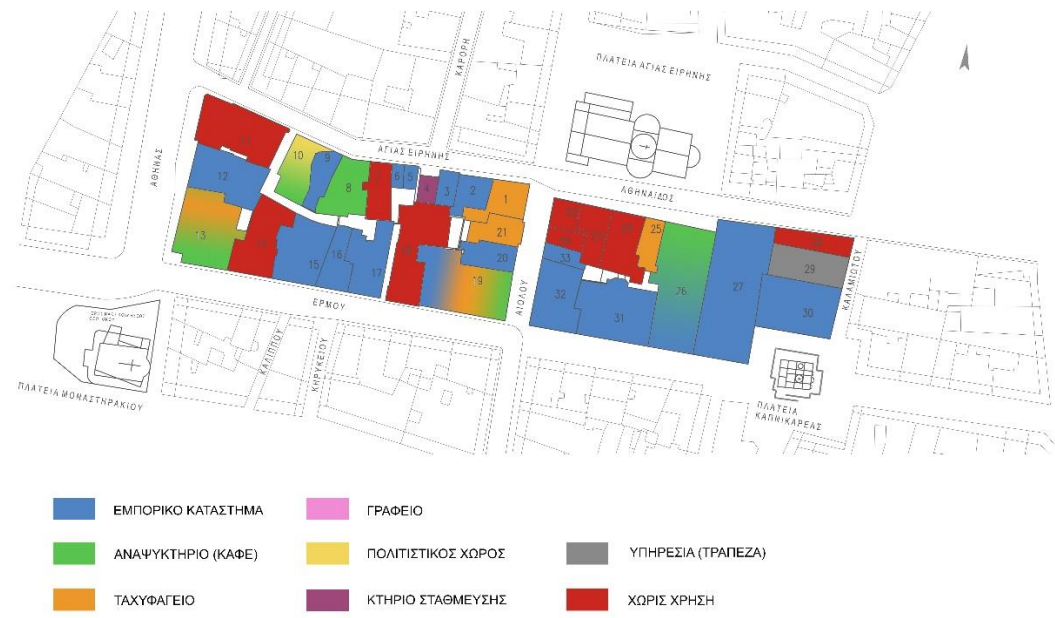 ΚΑΡΟΡΗ
ΠΛΑΤΕΙΑ ΑΓΙΑΣ ΕΙΡΗΝΗΣ
ΑΓΙΑΣ ΕΙΡΗΝΗΣ
ΑΘΗΝΑΣ
ΑΘΗΝΑΙΔΟΣ
10
9
8
6
5
4
3
2
1
12
21
25
13
15
16
17
20
19
33
32
31
26
27
29
30
ΚΑΛΑΜΙΩΤΟΥ
ΑΙΟΛΟΥ
ΕΡΜΟΥ
ΚΑΛΙΠΠΟΥ
ΚΗΡΥΚΕΙΟΥ
ΠΛΑΤΕΙΑ ΜΟΝΑΣΤΗΡΑΚΙΟΥ
ΠΛΑΤΕΙΑ
ΚΑΠΝΙΚΑΡΕΑΣ
ΕΜΠΟΡΙΚΟ ΚΑΤΑΣΤΗΜΑ
ΓΡΑΦΕΙΟ
ΑΝΑΨΥΚΤΗΡΙΟ (ΚΑΦΕ)
ΠΟΛΙΤΙΣΤΙΚΟΣ ΧΩΡΟΣ
ΥΠΗΡΕΣΙΑ (ΤΡΑΠΕΖΑ)
ΤΑΧΥΦΑΓΕΙΟ
ΚΤΗΡΙΟ ΣΤΑΘΜΕΥΣΗΣ
ΧΩΡΙΣ ΧΡΗΣΗ